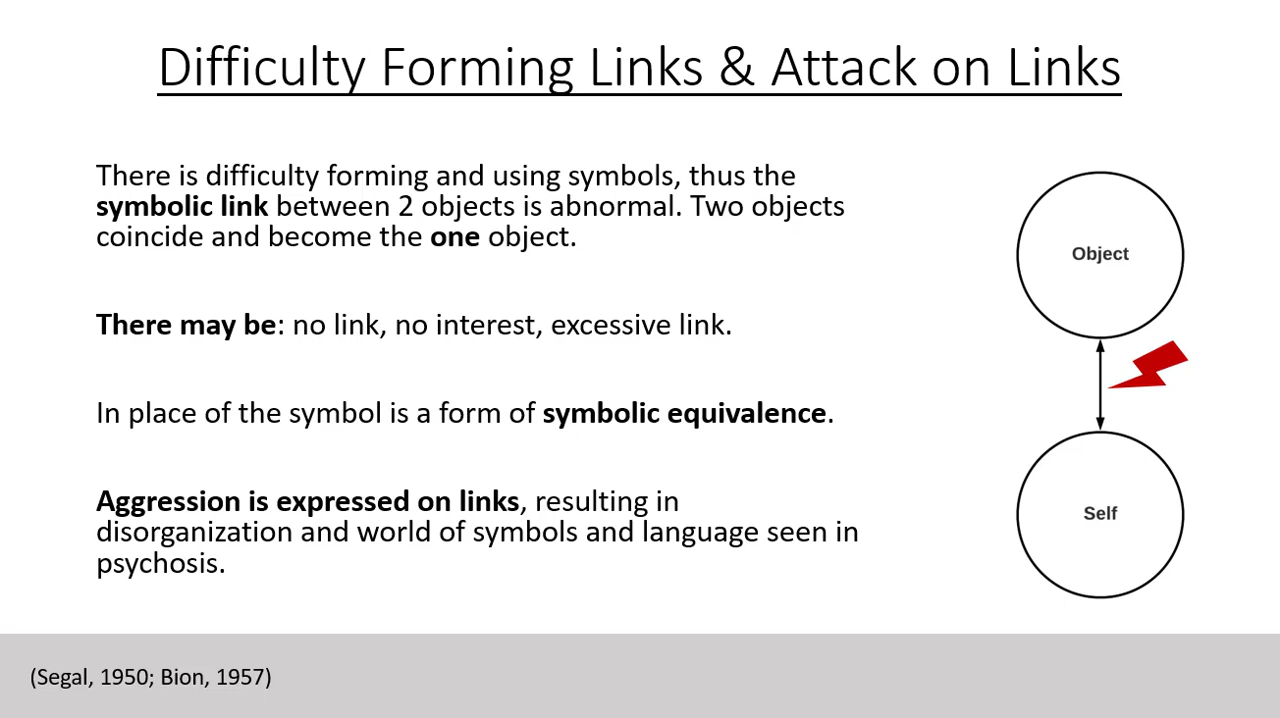 Difficulty Forming Links & Attack on Links
There is difficulty forming and using symbols, thus the
symbolic link between 2 objects is abnormal. Two objects
coincide and become the one object.
There may be: no link, no interest, excessive link.
In place of the symbol is a form of symbolic equivalence.
Aggression is expressed on links, resulting in
disorganization and world of symbols and language seen in
psychosis.
Object
Self
(Segal, 1950; Bion, 1957)